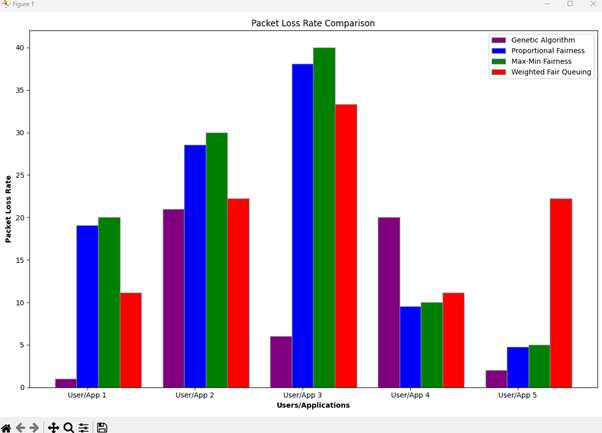 Figure 1
Packet Loss Rate Comparison
Genetic Algorithm
Proportional Fairness
Max-Min Fairness
Weighted Fair Queuing
Packet Loss Rate
40
35
30
25
20
15
10
5
0
User/App 1
User/App 2
User/App 3
User/App 4
User/App 5
Users/Applications